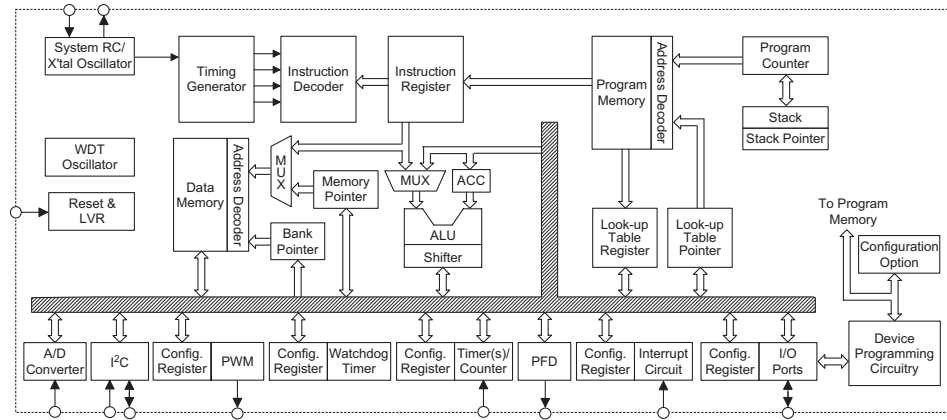 System RC/
X'tal Oscillator
Timing
Generator
Instruction
Decoder
Instruction
Register
Program
Memory
Address Decoder
Program
Counter
Stack
Stack Pointer
WDT
Oscillator
Reset &
LVR
Data
Memory
Address Decoder
MUX
Memory
Pointer
Bank
Pointer
MUX
ACC
ALU
Shifter
Look-up
Table
Register
Look-up
Table
Pointer
To Program
Memory
Configuration
Option
Device
Programming
Circuitry
A/D
Converter
I²C
Config.
Register
PWM
Config.
Register
Watchdog
Timer
Config.
Register
Timer(s)/
Counter
PFD
Config.
Register
Interrupt
Circuit
Config.
Register
I/O
Ports